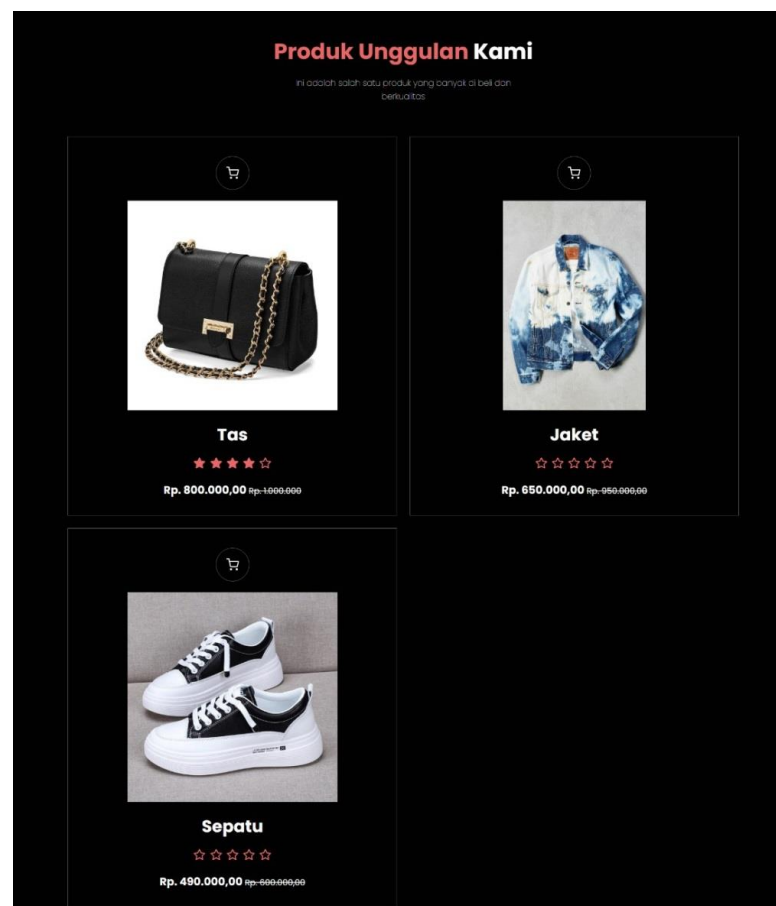 Produk Unggulan Kami
ini adalah salah satu produk yang banyak di beli dan
berkualitas
Tas
Rp. 800.000,00 Rp. 1.000.000
Jaket
Rp. 650.000,00 Rp. 950.000,00
Sepatu
Rp. 490.000,00 Rp. 600.000,00